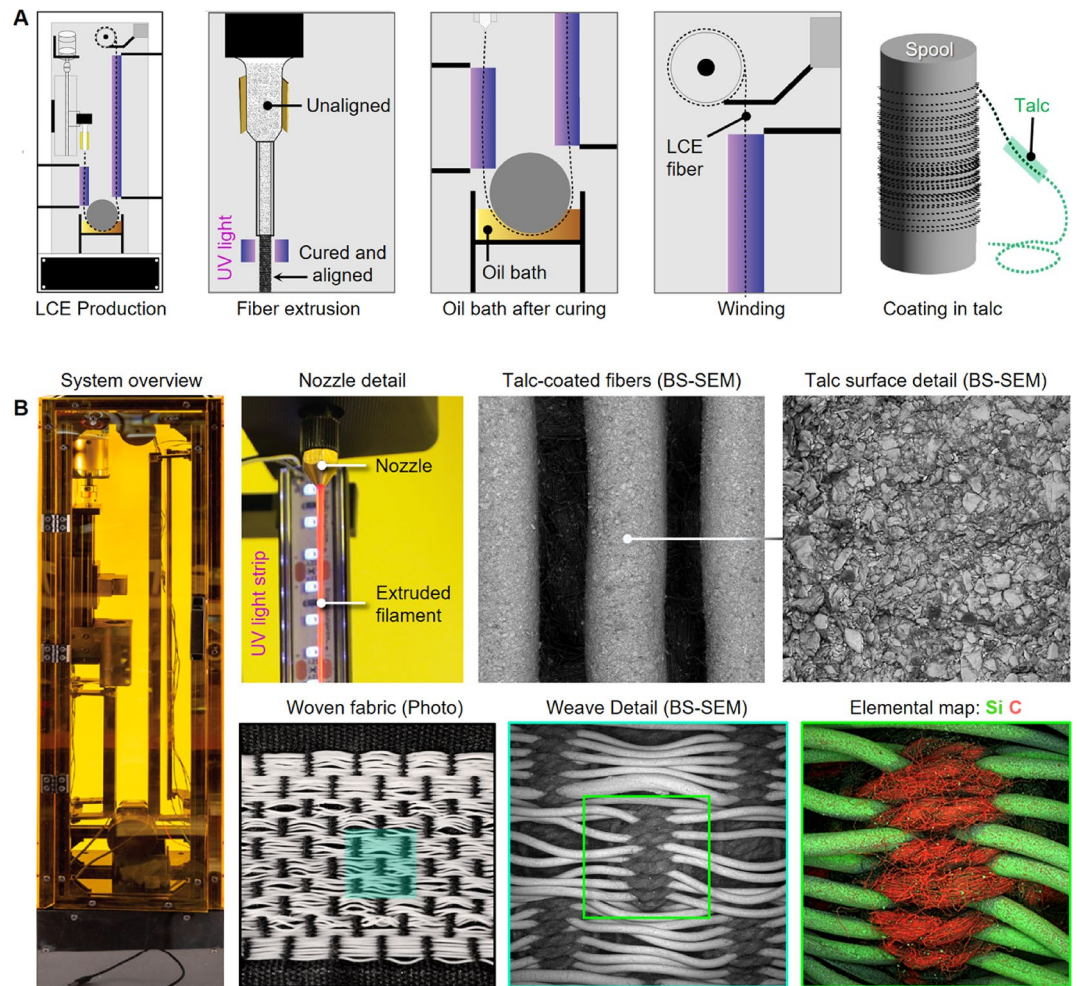 A
Spool
Talc
Unaligned
LCE
fiber
UV light
Cured and
aligned
Oil bath
LCE Production
Fiber extrusion
Oil bath after curing
Winding
Coating in talc
System overview
Nozzle detail
Talc-coated fibers (BS-SEM)
Talc surface detail (BS-SEM)
B
Nozzle
UV light strip
Extruded
filament
Woven fabric (Photo)
Weave Detail (BS-SEM)
Elemental map: Si C